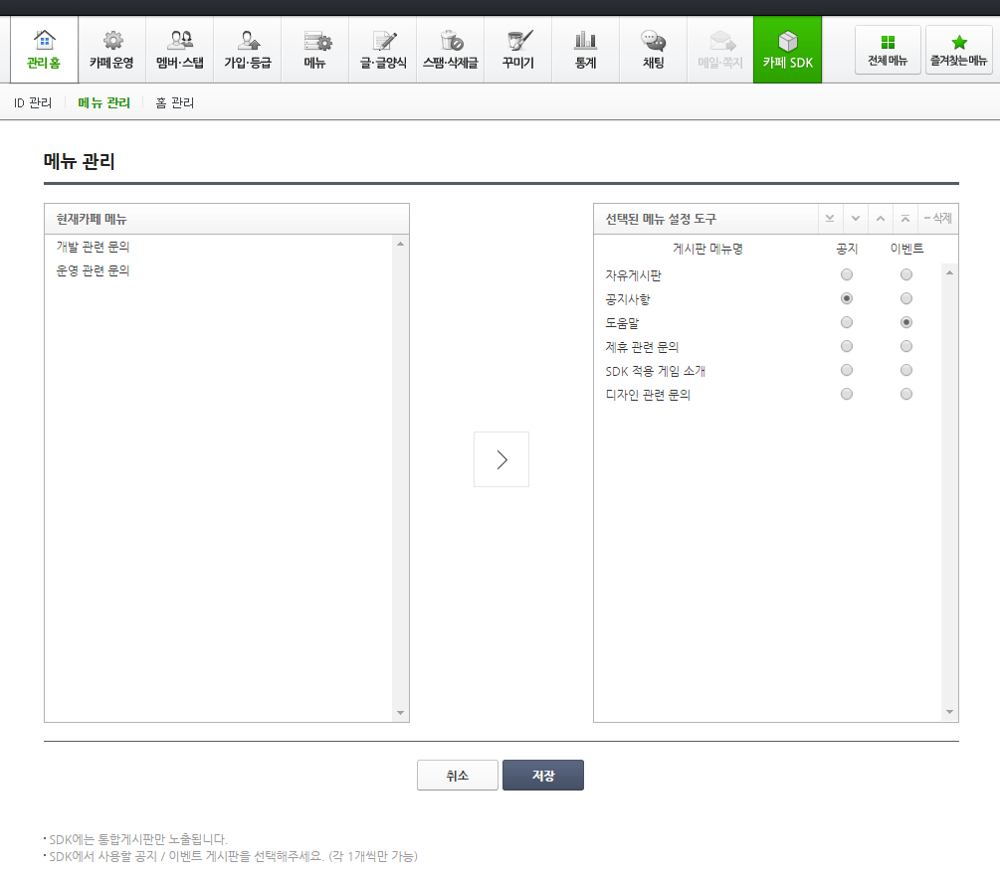 관리 홈 카페 운영 멤버·스탭 가입·등급 메뉴 글·글양식 스팸·삭제글 꾸미기 통계 채팅 메일·쪽지 카페 SDK 전체 메뉴 즐겨찾는 메뉴
ID 관리 메뉴 관리 홈 관리
메뉴 관리
현재카페 메뉴
개발 관련 문의
운영 관련 문의
선택된 메뉴 설정 도구 - 삭제
게시판 메뉴명 공지 이벤트
자유게시판
공지사항
도움말
제휴 관련 문의
SDK 적용 게임 소개
디자인 관련 문의
취소 저장
· SDK에는 통합게시판만 노출됩니다.
· SDK에서 사용할 공지 / 이벤트 게시판을 선택해주세요. (각 1개씩만 가능)